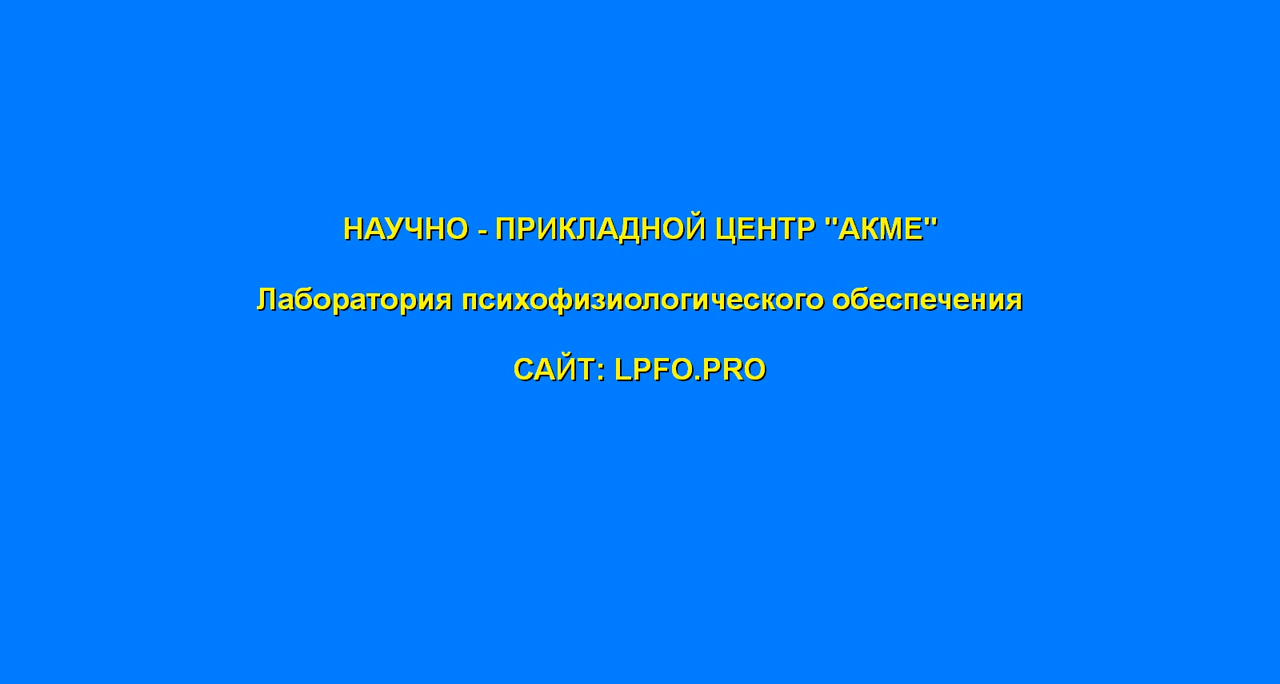 НАУЧНО - ПРИКЛАДНОЙ ЦЕНТР "АКМЕ"
Лаборатория психофизиологического обеспечения
САЙТ: LPFO.PRO